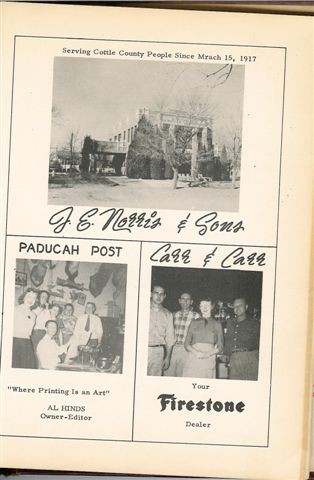 Serving Cottle County People Since Mrach 15, 1917
J. E. Norris & Sons
PADUCAH POST
Carr & Carr
"Where Printing Is an Art"
AL HINDS
Owner-Editor
Your
Firestone
Dealer